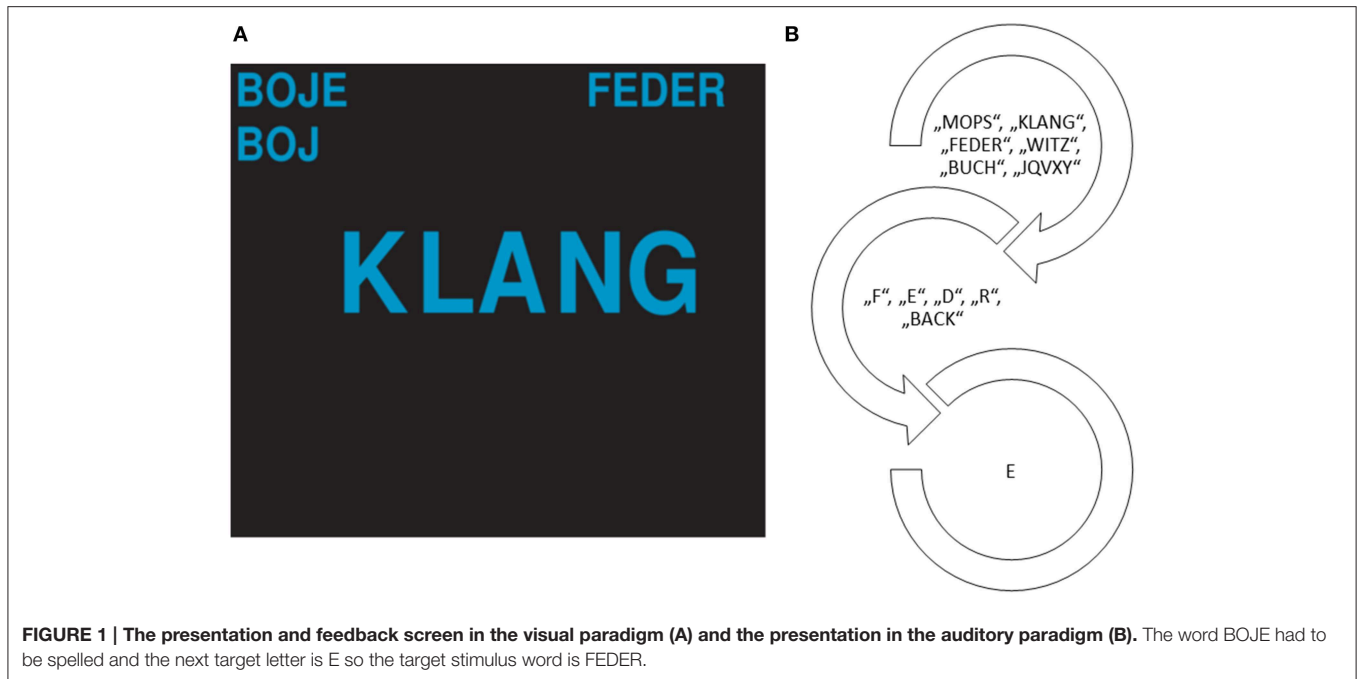 A
BOJE FEDER
BOJ
KLANG
B
„MOPS“, „KLANG“,
„FEDER“, „WITZ“,
„BUCH“, „JQVXY“
„F“, „E“, „D“, „R“,
„BACK“
E
FIGURE 1 | The presentation and feedback screen in the visual paradigm (A) and the presentation in the auditory paradigm (B). The word BOJE had to
be spelled and the next target letter is E so the target stimulus word is FEDER.